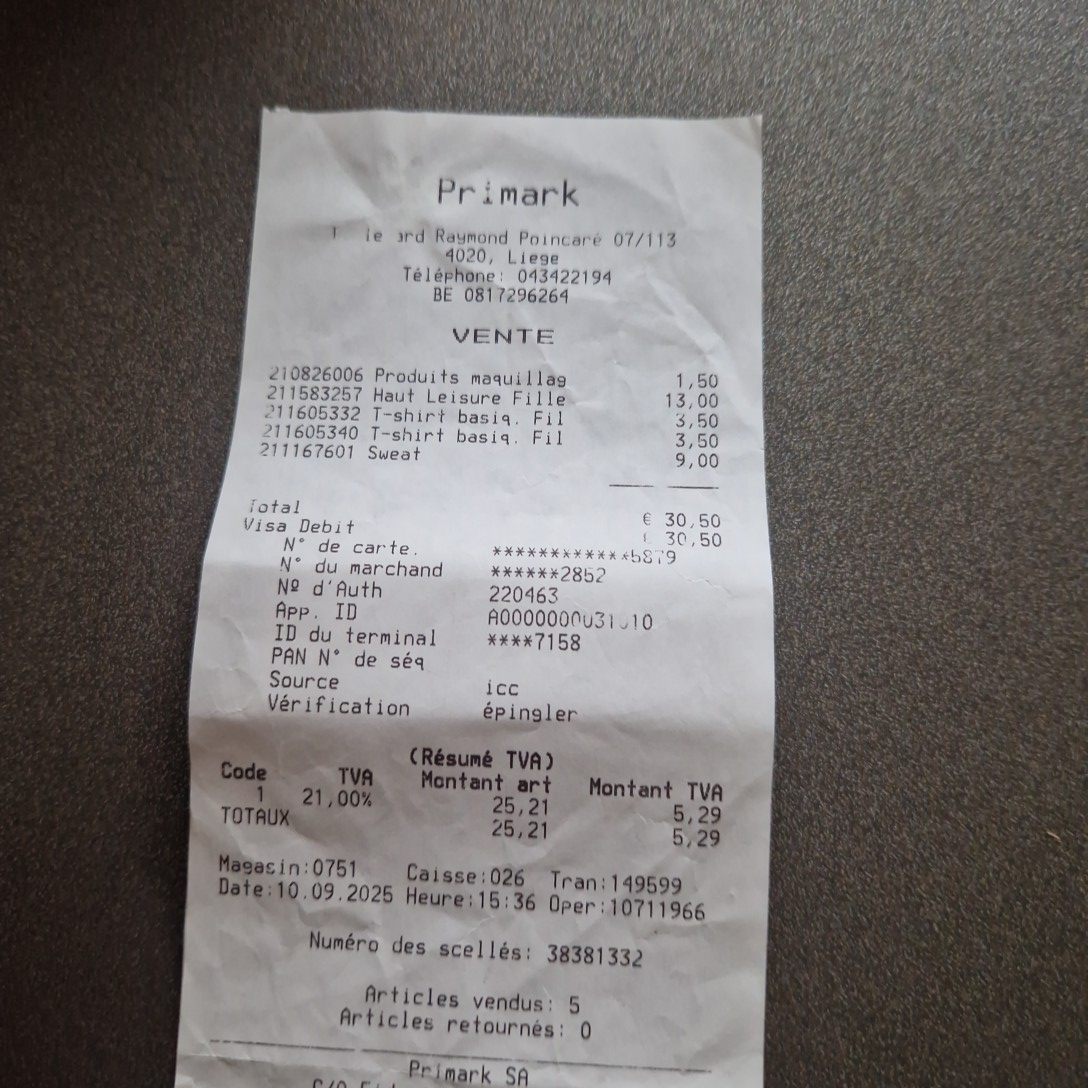 Primark
Raymond Poincaré 07/113
4020, Liege
Téléphone: 043422194
BE 0817296264
VENTE
210826006 Produits maquillag 1,50
211583257 Haut Leisure Fille 13,00
211605332 T-shirt basiq. Fil 3,50
211605340 T-shirt basiq. Fil 3,50
211167601 Sweat 9,00
Total € 30,50
Visa Debit 30,50
N° de carte. ************5879
N° du marchand ******2852
Nº d'Auth 220463
App. ID
ID du terminal ****7158
PAN N° de séq
Source icc
Vérification épingler
(Résumé TVA)
Code TVA Montant art Montant TVA
1 21,00% 25,21 5,29
TOTAUX 25,21 5,29
Magasin:0751 Caisse:026 Tran:149599
Date:10.09.2025 Heure:15:36 Oper:10711966
Numéro des scellés: 38381332
Articles vendus: 5
Articles retournés: 0
Primark SA